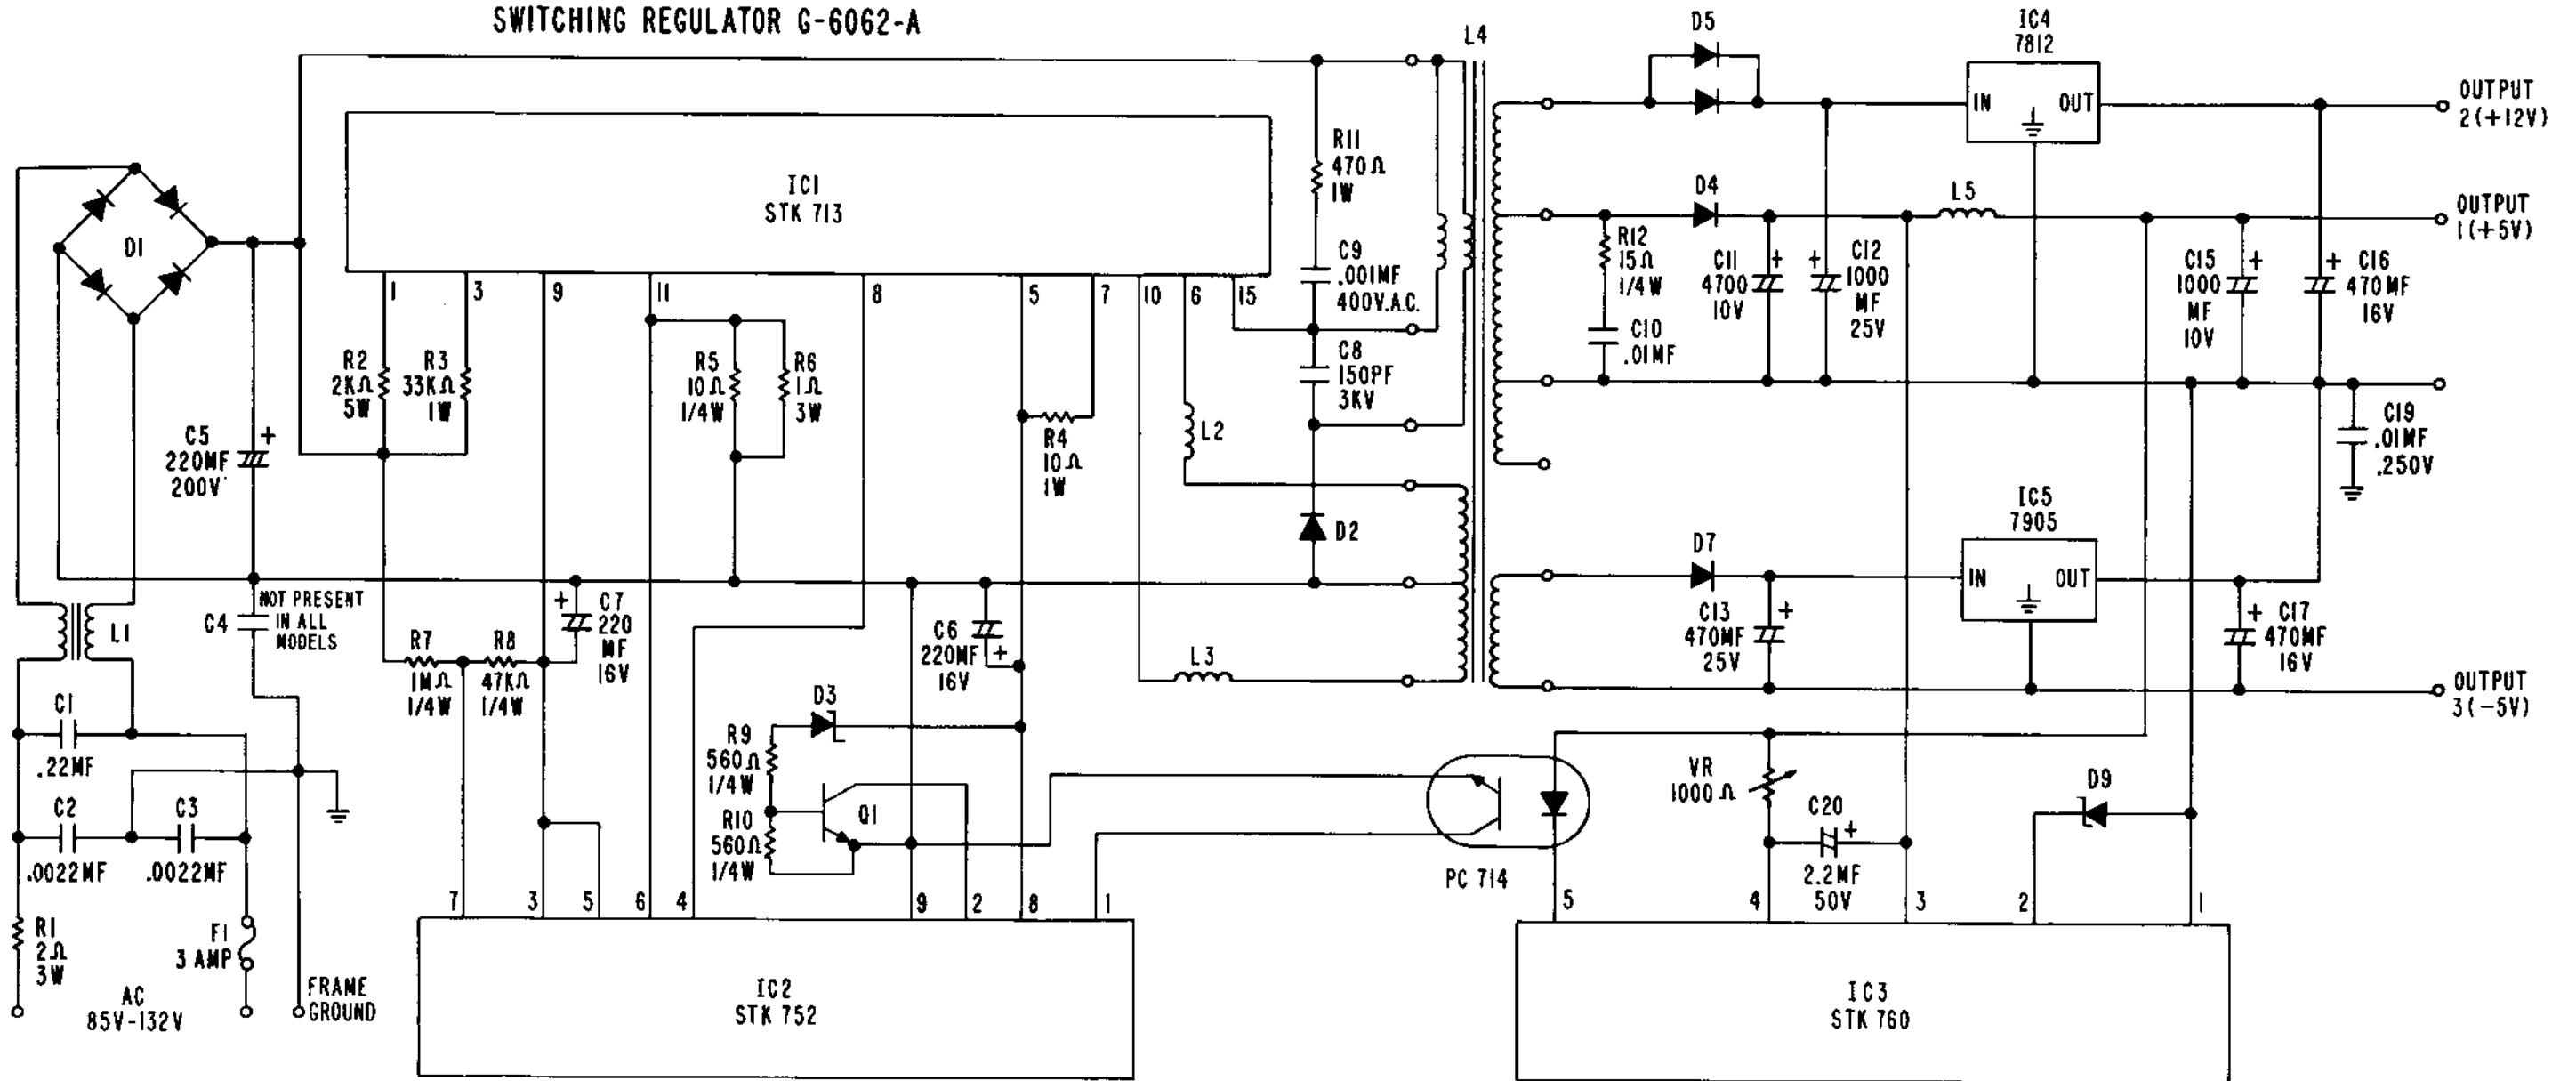 SWITCHING REGULATOR G-6062-A
D1
C5
220MF
200V
+
L1
C4
NOT PRESENT
IN ALL
MODELS
C1
.22MF
C2
.0022MF
C3
.0022MF
R1
2Ω
3W
F1
3 AMP
AC
85V-132V
FRAME
GROUND
IC1
STK 713
1
3
9
11
8
5
7
10
6
15
R2
2KΩ
5W
R3
33KΩ
1W
R5
10Ω
1/4W
R6
1Ω
3W
R4
10Ω
1W
R11
470Ω
1W
C9
.001MF
400V.A.C.
C8
150PF
3KV
L2
D2
R7
1MΩ
1/4W
R8
47KΩ
1/4W
+
C7
220
MF
16V
C6
220MF
16V
+
L3
D3
R9
560Ω
1/4W
R10
560Ω
1/4W
Q1
7
3
5
6
4
9
2
8
1
IC2
STK 752
L4
D5
IC4
7812
IN
OUT
OUTPUT
2(+12V)
D4
L5
OUTPUT
1(+5V)
R12
15Ω
1/4W
C10
.01MF
C11
4700
10V
+
+
C12
1000
MF
25V
C15
1000
MF
10V
+
+
C16
470MF
16V
C19
.01MF
.250V
IC5
7905
IN
OUT
D7
C13
470MF
25V
+
+
C17
470MF
16V
OUTPUT
3(-5V)
PC 714
VR
1000Ω
C20
+
2.2MF
50V
D9
5
4
3
2
1
IC3
STK 760